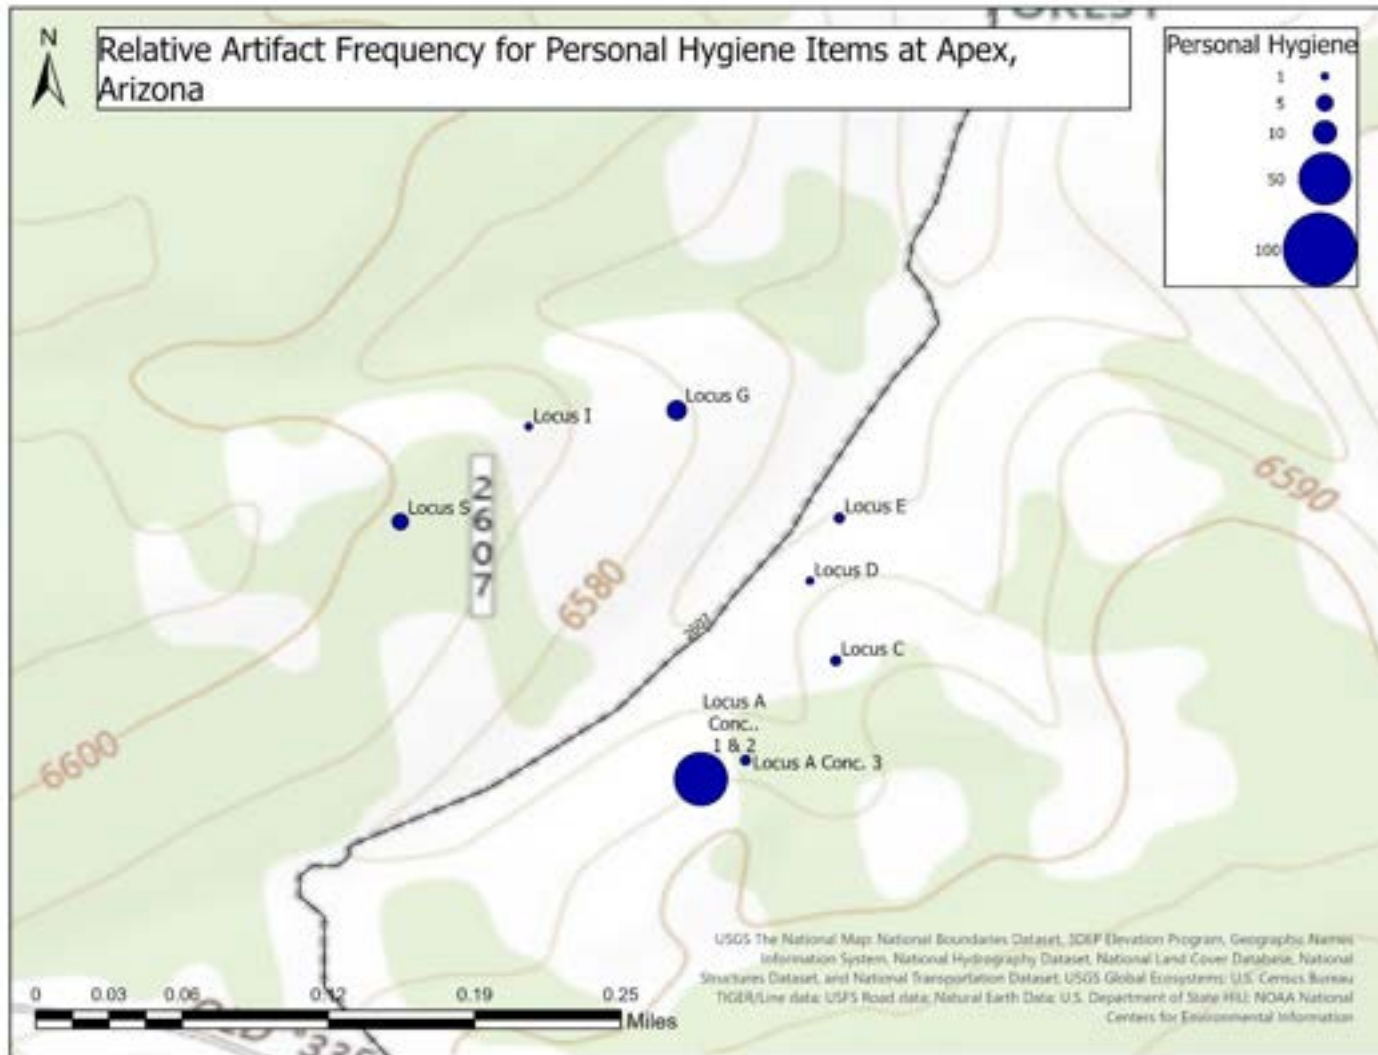 FOREST
N
Relative Artifact Frequency for Personal Hygiene Items at Apex,
Arizona
Personal Hygiene
1
5
10
50
100
Locus G
Locus I
6590
Locus S
2607
Locus E
6580
Locus D
Locus C
Locus A
Conc..
1 & 2
Locus A Conc. 3
6600
USGS The National Map: National Boundaries Dataset, 3DEP Elevation Program, Geographic Names
Information System, National Hydrography Dataset, National Land Cover Database, National
Structures Dataset, and National Transportation Dataset; USGS Global Ecosystems; U.S. Census Bureau
TIGER/Line data; USFS Road data; Natural Earth Data; U.S. Department of State HIU; NOAA National
Centers for Environmental Information
0 0.03 0.06 0.12 0.19 0.25
Miles
OLD